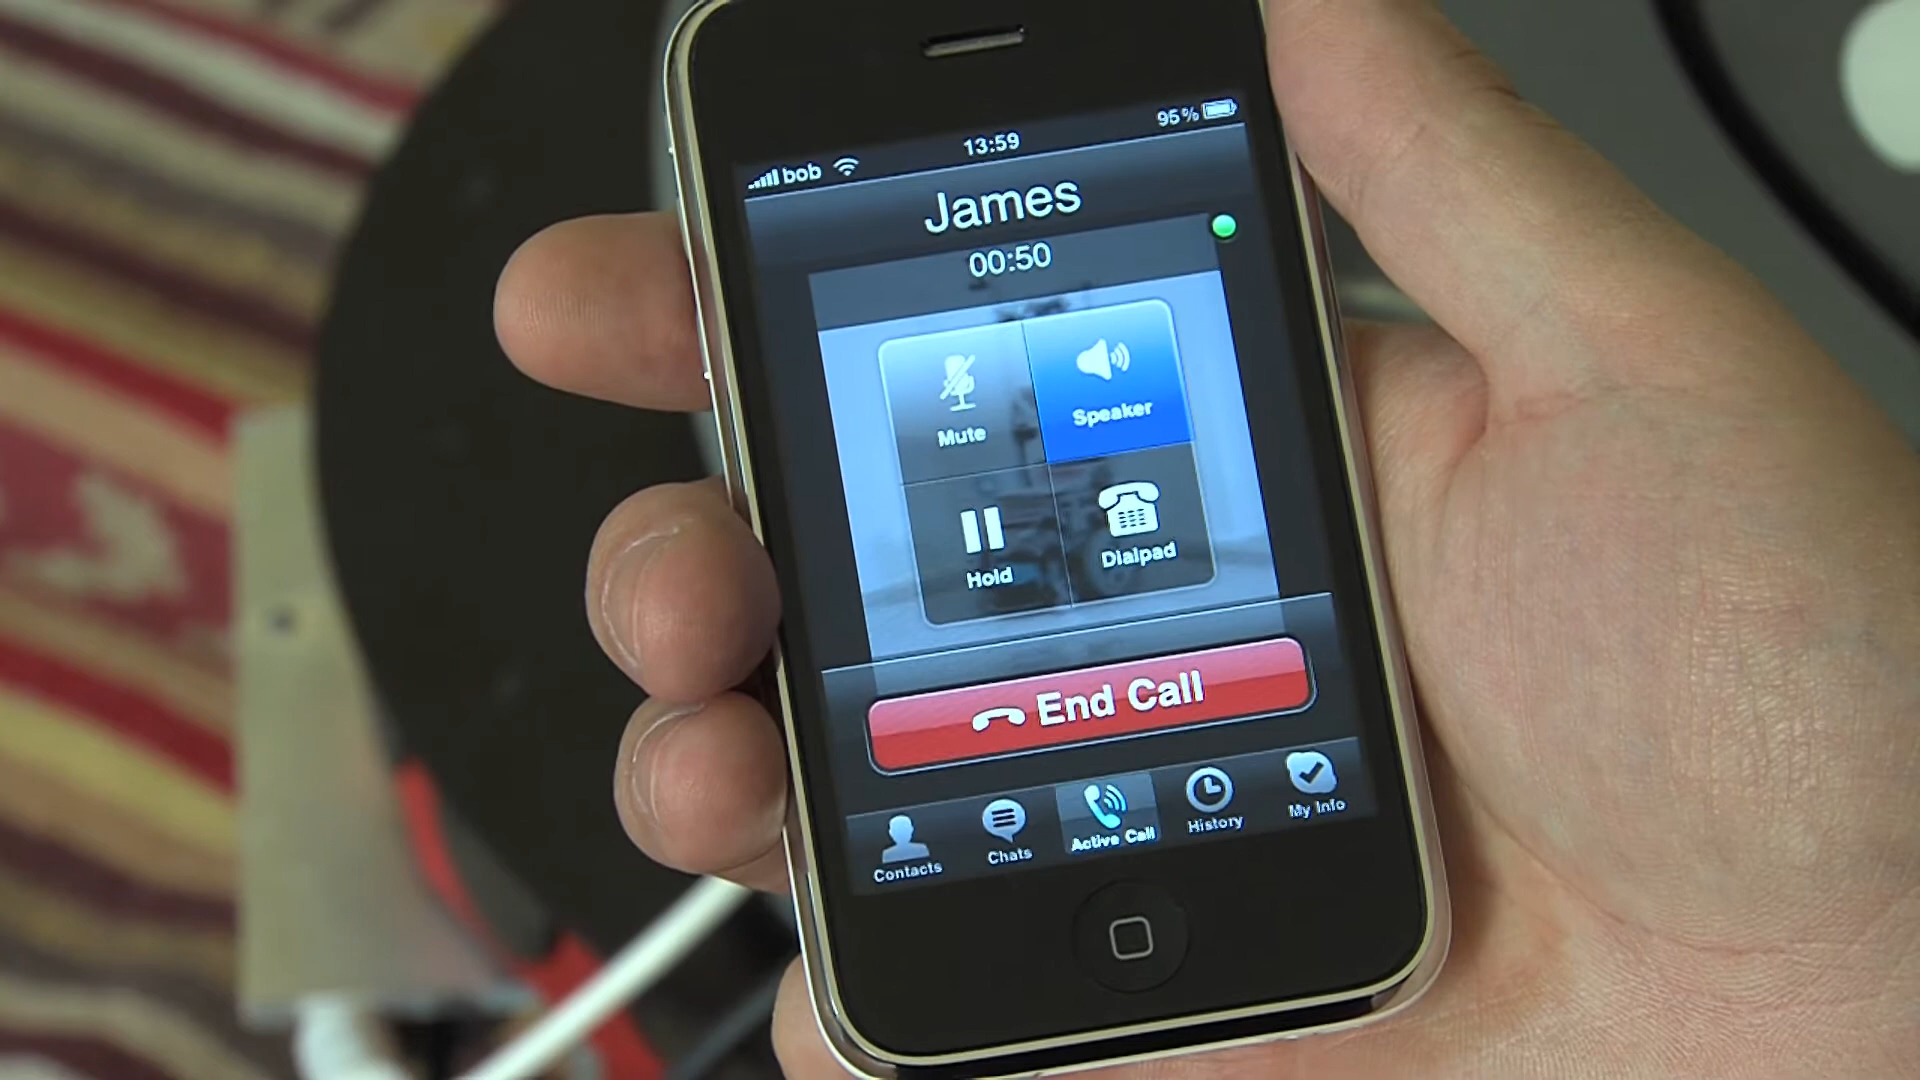 bob 13:59 95%
James
00:50
Mute Speaker
Hold Dialpad
End Call
Contacts Chats Active Call History My Info